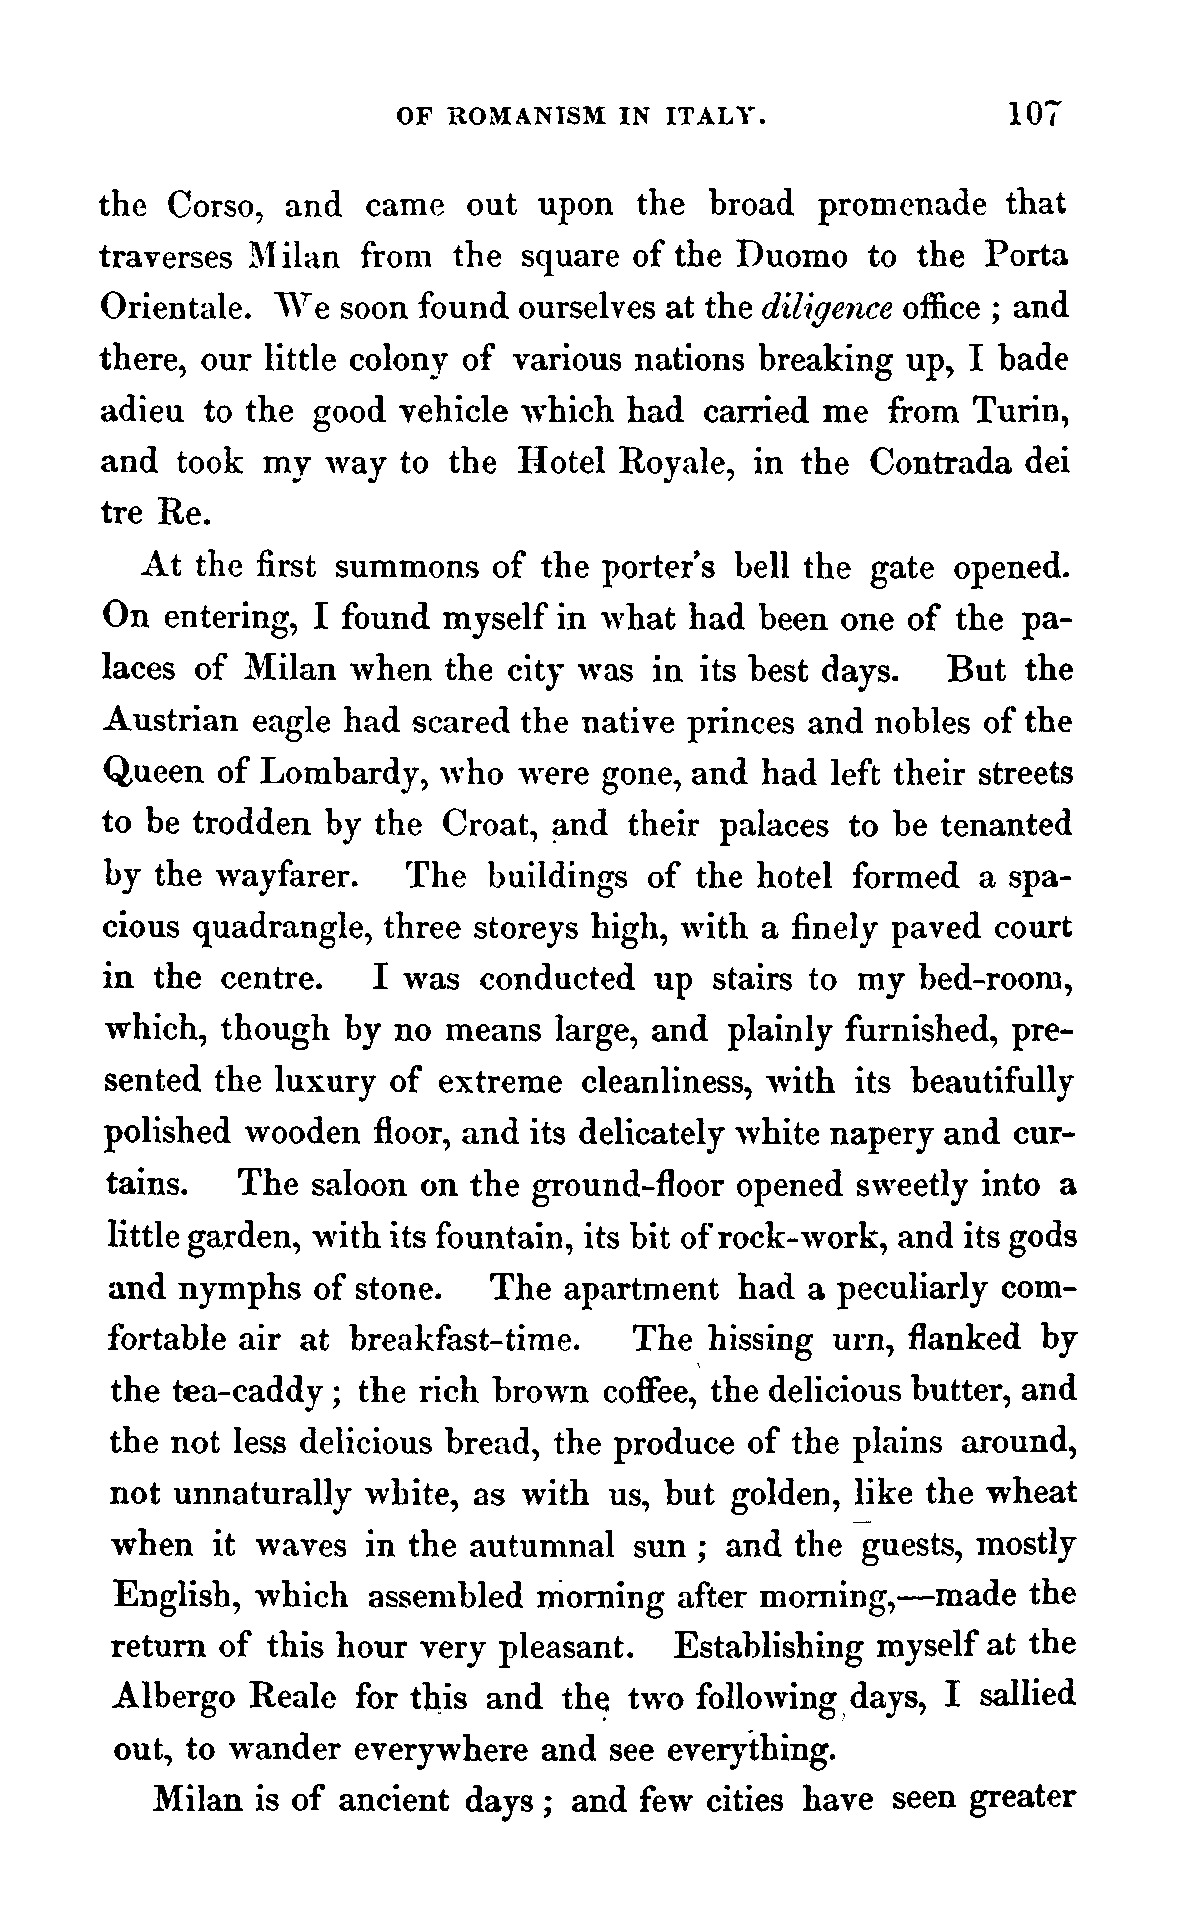 OF ROMANISM IN ITALY. 107
the Corso, and came out upon the broad promenade that
traverses Milan from the square of the Duomo to the Porta
Orientale. We soon found ourselves at the diligence office ; and
there, our little colony of various nations breaking up, I bade
adieu to the good vehicle which had carried me from Turin,
and took my way to the Hotel Royale, in the Contrada dei
tre Re.
At the first summons of the porter's bell the gate opened.
On entering, I found myself in what had been one of the pa-
laces of Milan when the city was in its best days. But the
Austrian eagle had scared the native princes and nobles of the
Queen of Lombardy, who were gone, and had left their streets
to be trodden by the Croat, and their palaces to be tenanted
by the wayfarer. The buildings of the hotel formed a spa-
cious quadrangle, three storeys high, with a finely paved court
in the centre. I was conducted up stairs to my bed-room,
which, though by no means large, and plainly furnished, pre-
sented the luxury of extreme cleanliness, with its beautifully
polished wooden floor, and its delicately white napery and cur-
tains. The saloon on the ground-floor opened sweetly into a
little garden, with its fountain, its bit of rock-work, and its gods
and nymphs of stone. The apartment had a peculiarly com-
fortable air at breakfast-time. The hissing urn, flanked by
the tea-caddy ; the rich brown coffee, the delicious butter, and
the not less delicious bread, the produce of the plains around,
not unnaturally white, as with us, but golden, like the wheat
when it waves in the autumnal sun ; and the guests, mostly
English, which assembled morning after morning,—made the
return of this hour very pleasant. Establishing myself at the
Albergo Reale for this and the two following days, I sallied
out, to wander everywhere and see everything.
Milan is of ancient days ; and few cities have seen greater